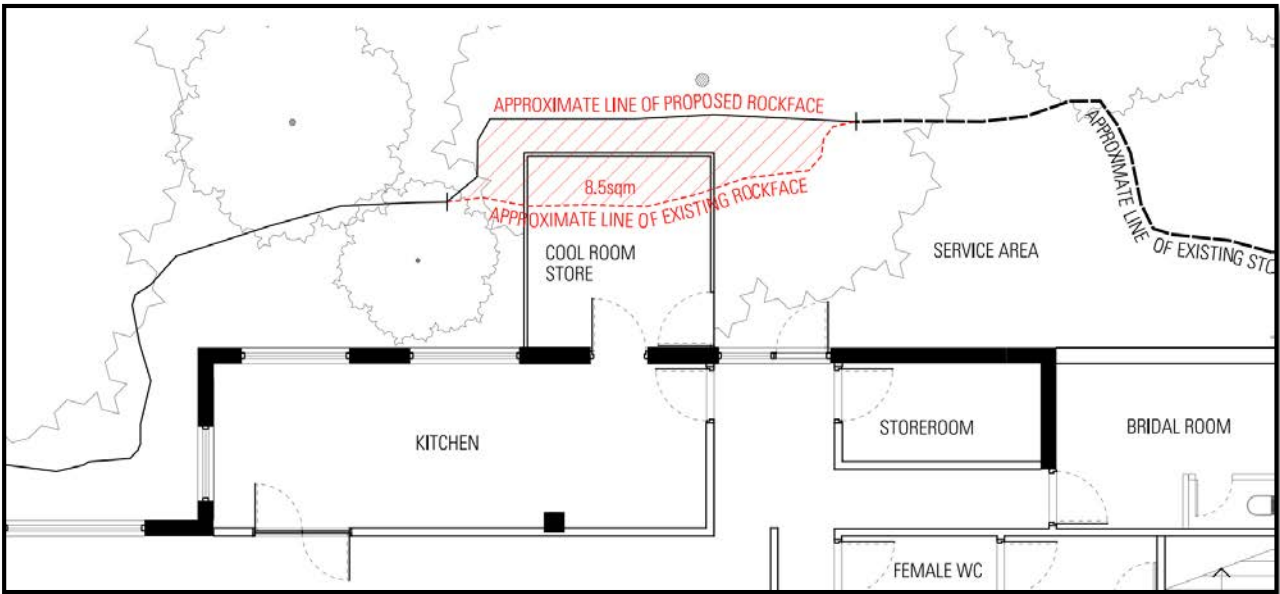 APPROXIMATE LINE OF PROPOSED ROCKFACE
8.5sqm
APPROXIMATE LINE OF EXISTING ROCKFACE
APPROXIMATE LINE
OF EXISTING STO
COOL ROOM
STORE
SERVICE AREA
KITCHEN
STOREROOM
BRIDAL ROOM
FEMALE WC